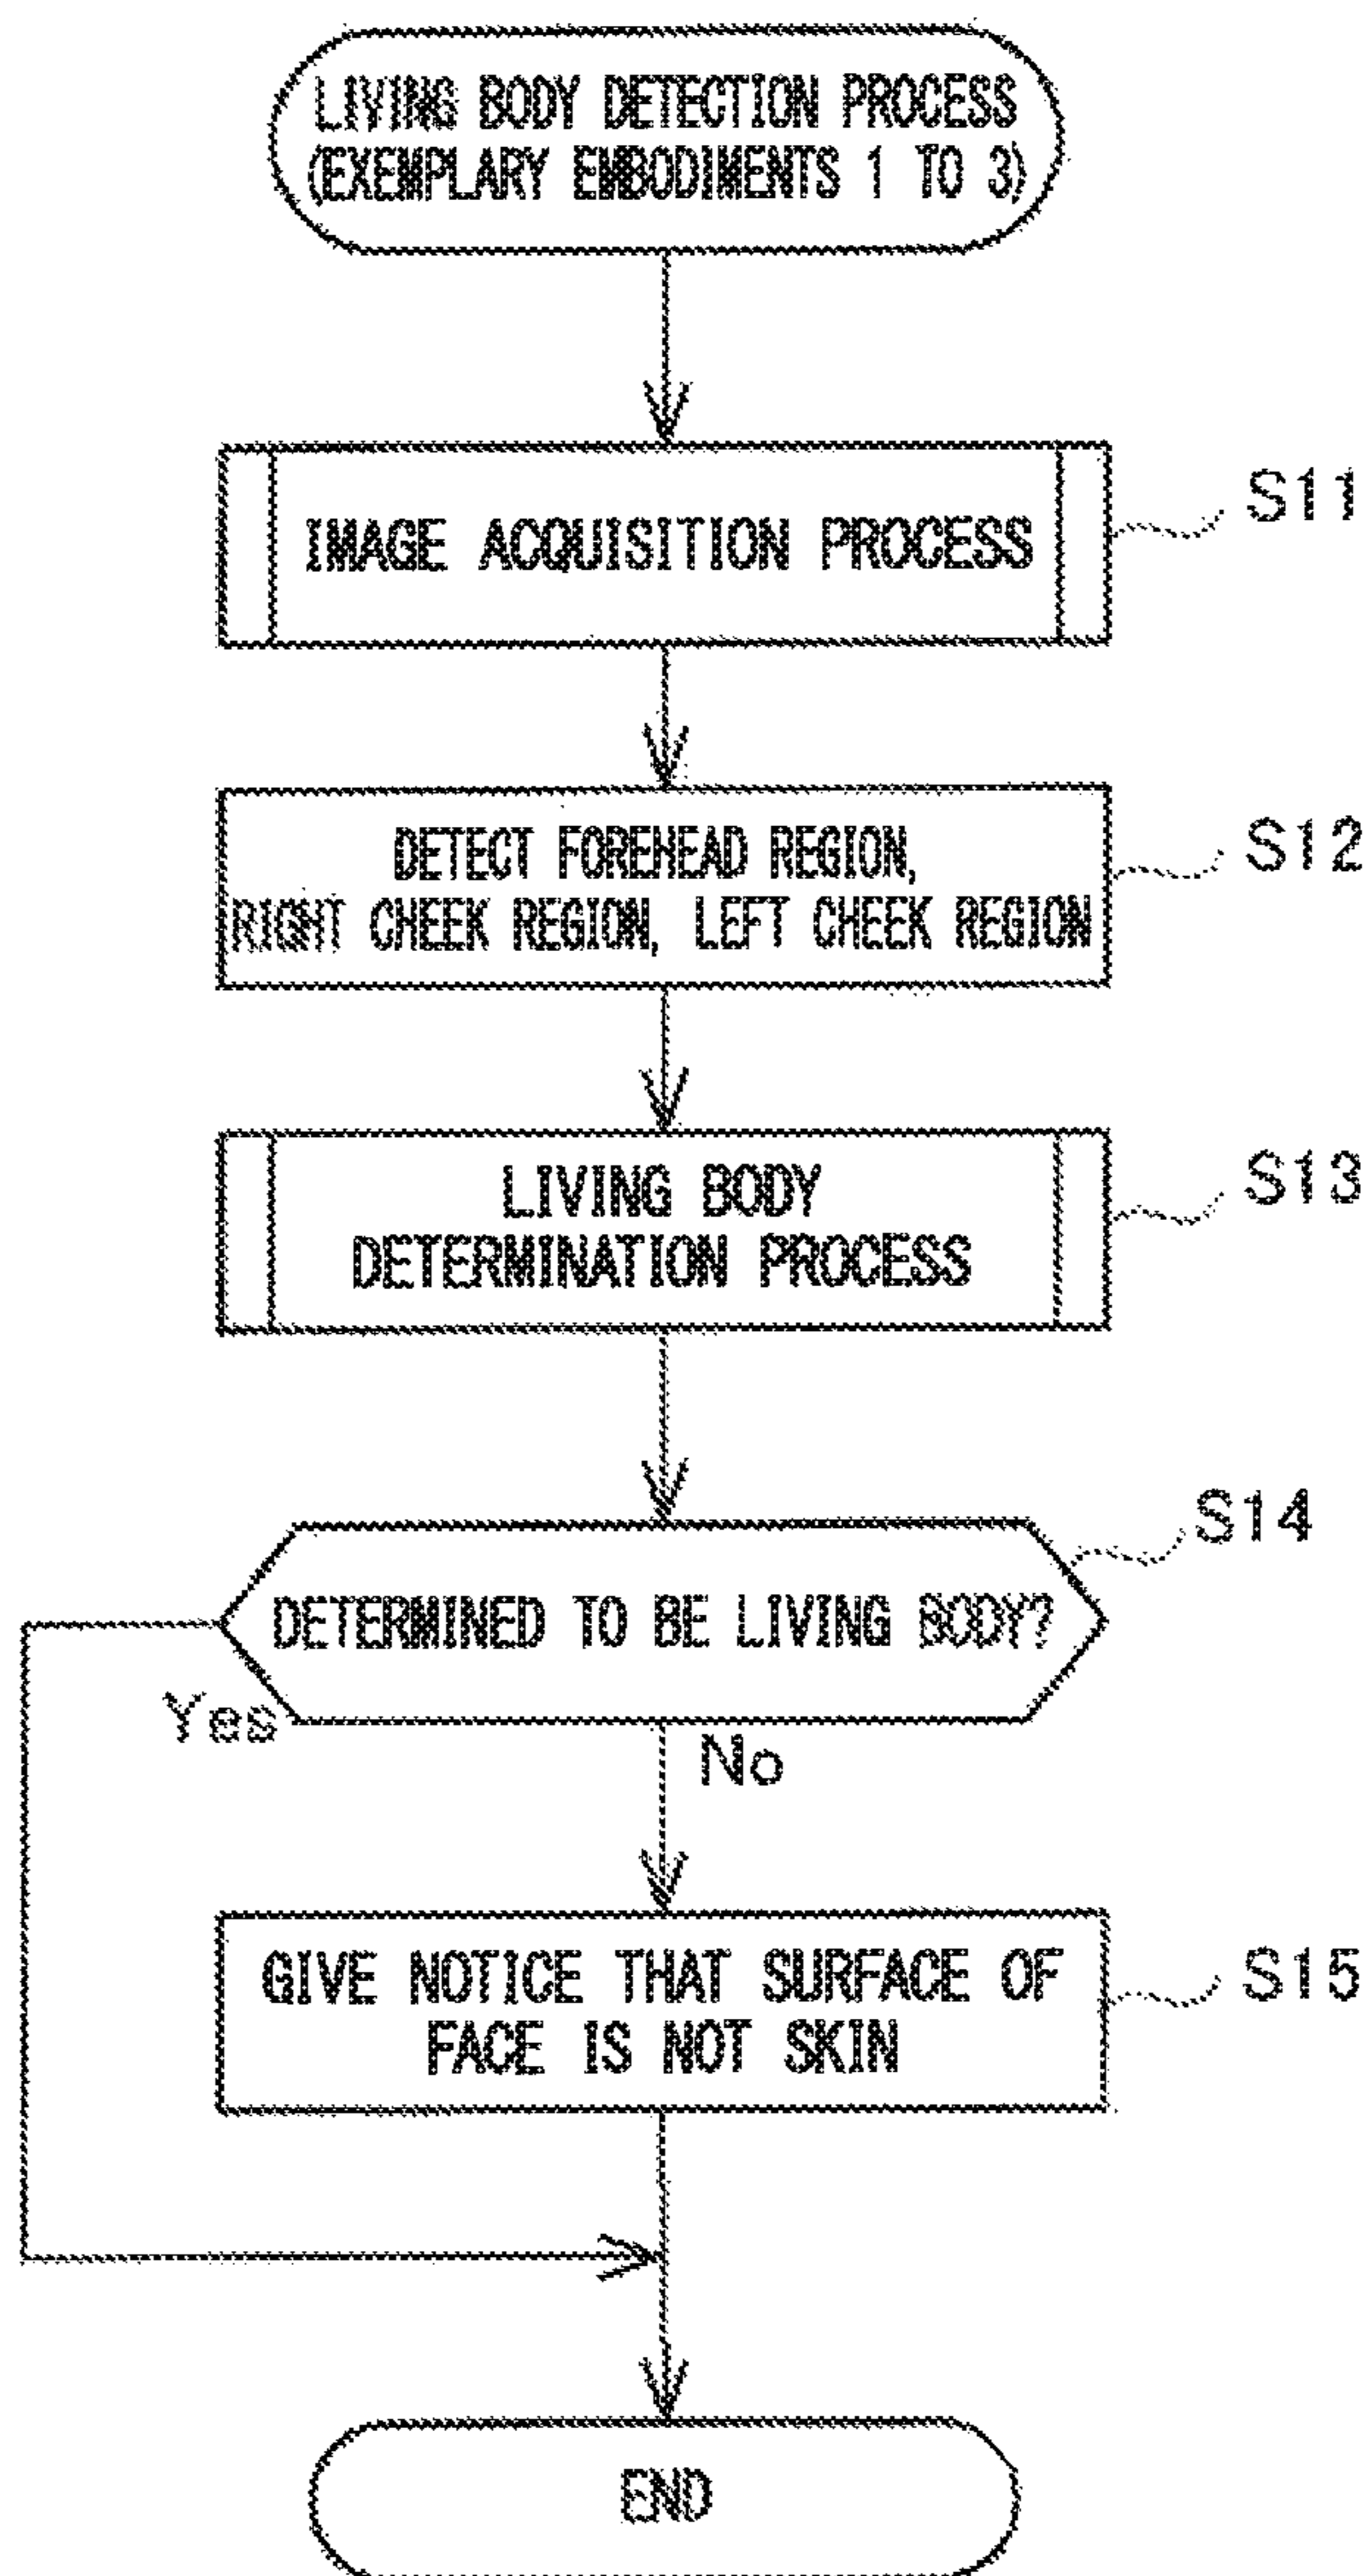 LIVING BODY DETECTION PROCESS
(EXEMPLARY EMBODIMENTS 1 TO 3)
IMAGE ACQUISITION PROCESS
S11
DETECT FOREHEAD REGION,
RIGHT CHEEK REGION, LEFT CHEEK REGION
S12
LIVING BODY
DETERMINATION PROCESS
S13
S14
DETERMINED TO BE LIVING BODY?
Yes
No
GIVE NOTICE THAT SURFACE OF
FACE IS NOT SKIN
S15
END